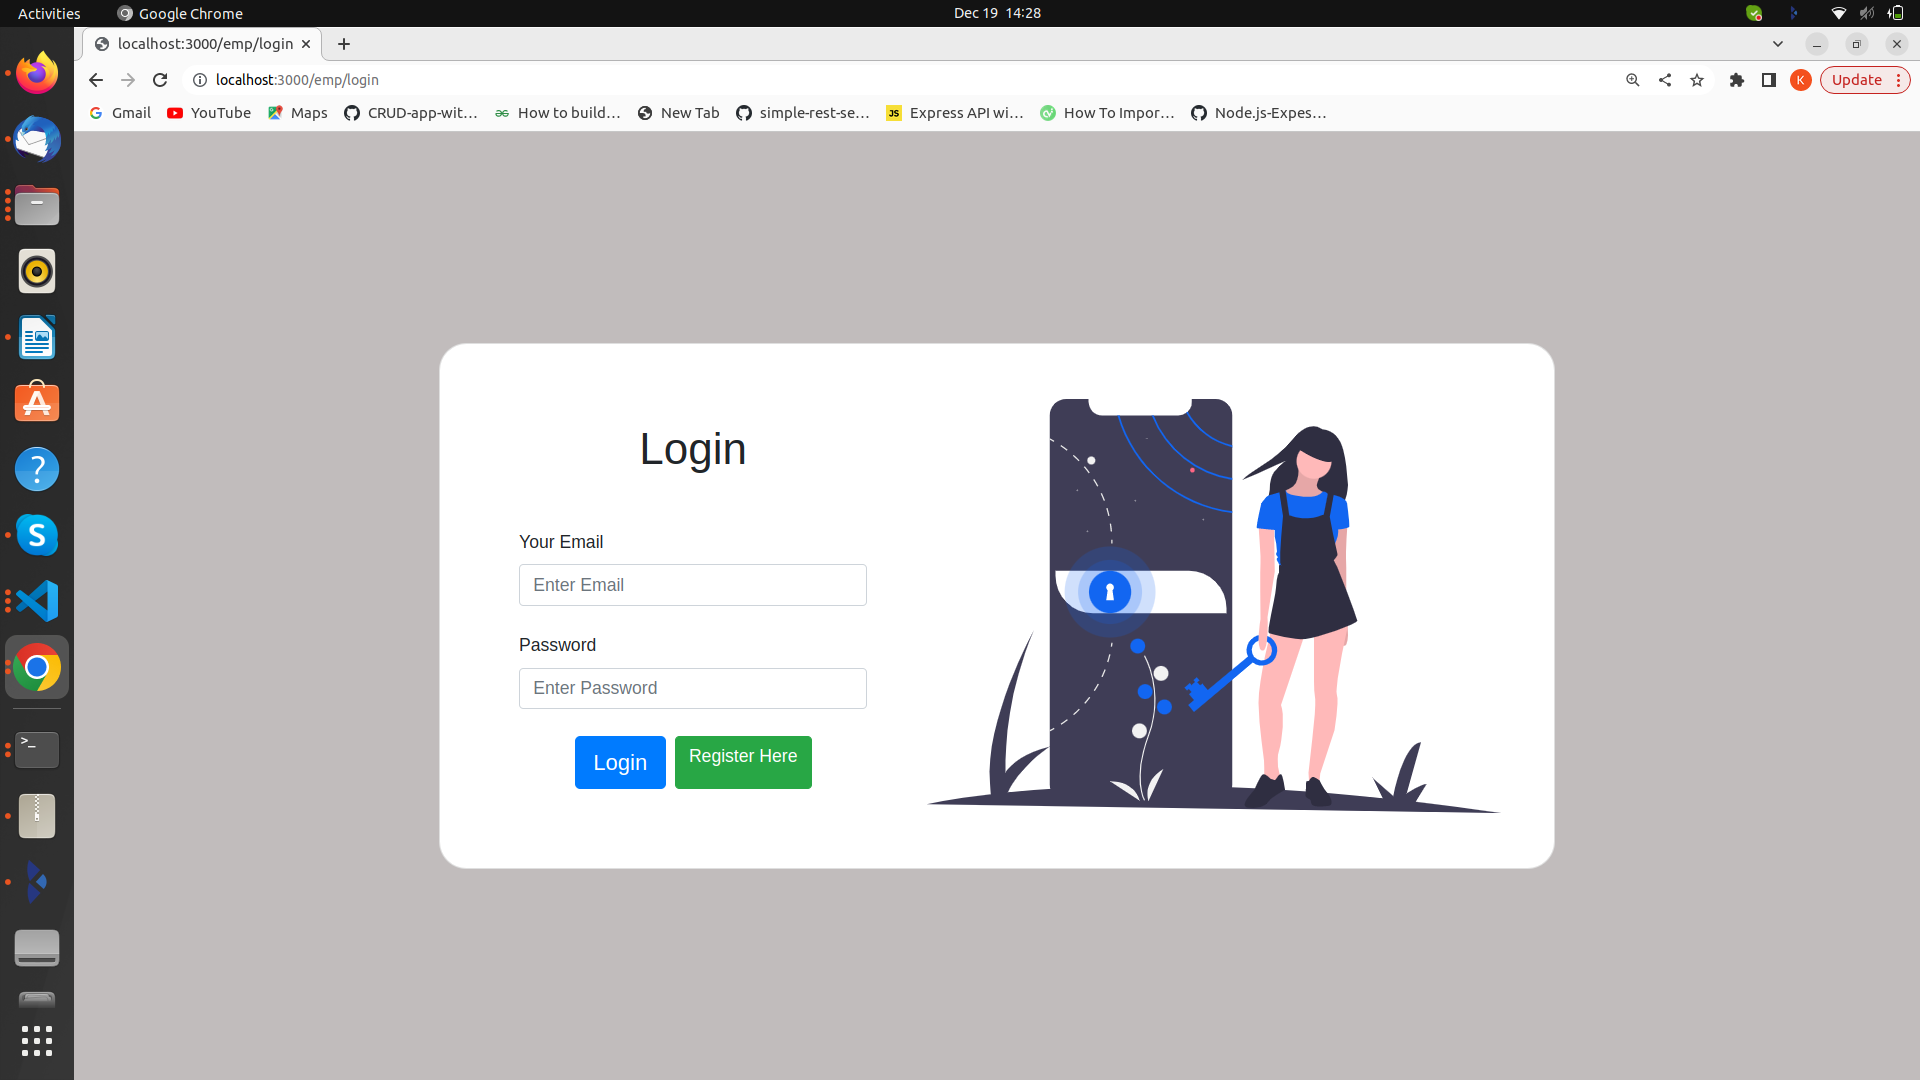 Activities Google Chrome Dec 19 14:28
localhost:3000/emp/login
localhost:3000/emp/login K Update
Gmail YouTube Maps CRUD-app-wit... How to build... New Tab simple-rest-se... JS Express API wi... How To Impor... Node.js-Expes...
Login
Your Email
Enter Email
Password
Enter Password
Login Register Here